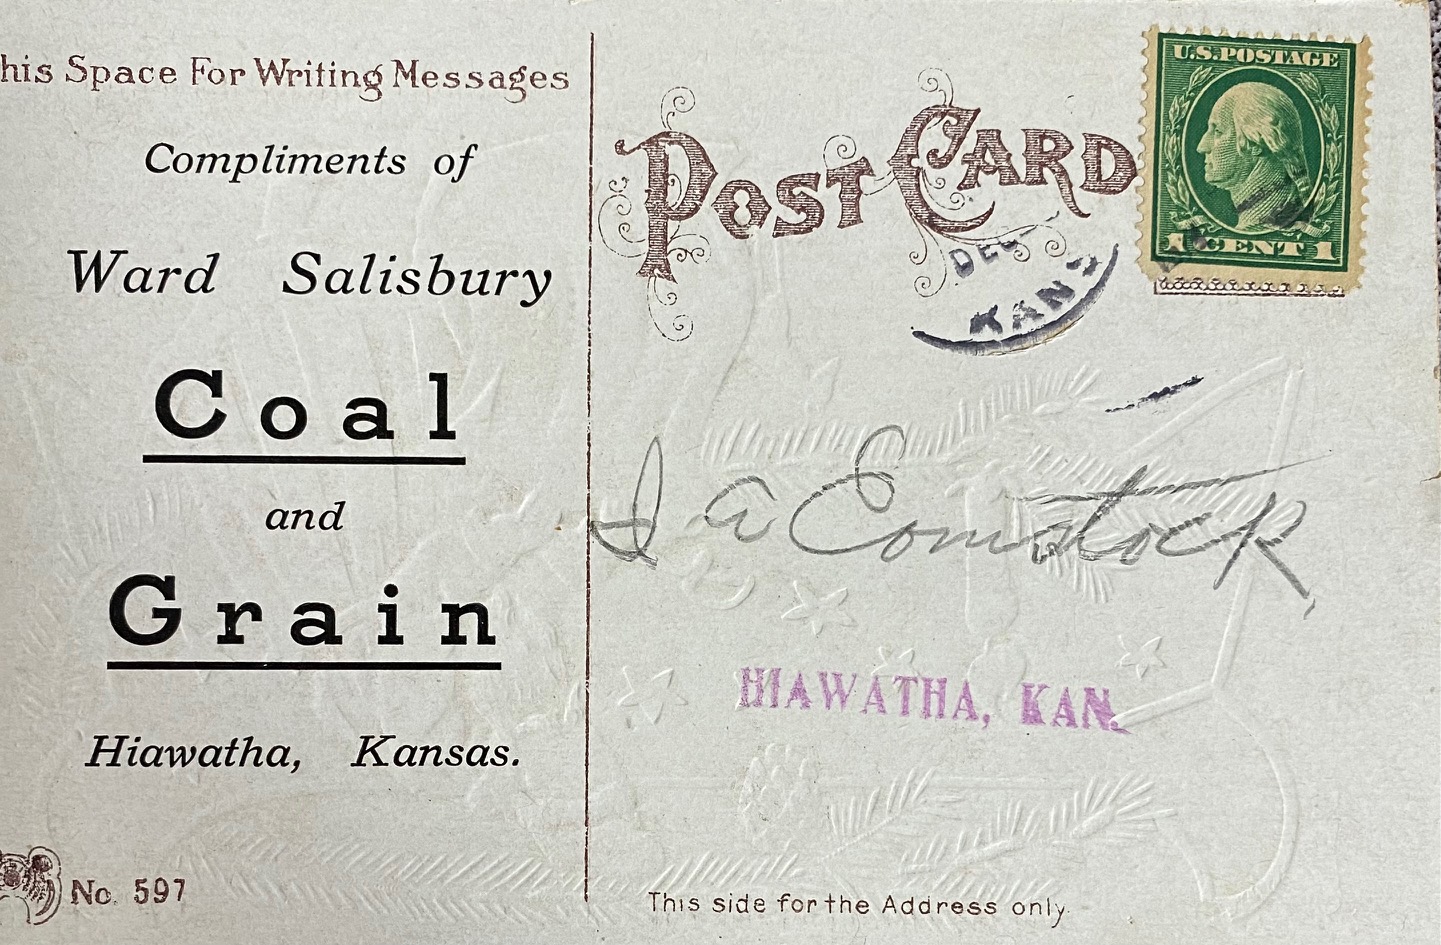 his Space For Writing Messages
Compliments of
Ward Salisbury
Coal
and
Grain
Hiawatha, Kansas.
No. 597
POST CARD
U.S. POSTAGE
1 CENT 1
DEC
KANS
I a Comstock
HIAWATHA, KAN.
This side for the Address only.